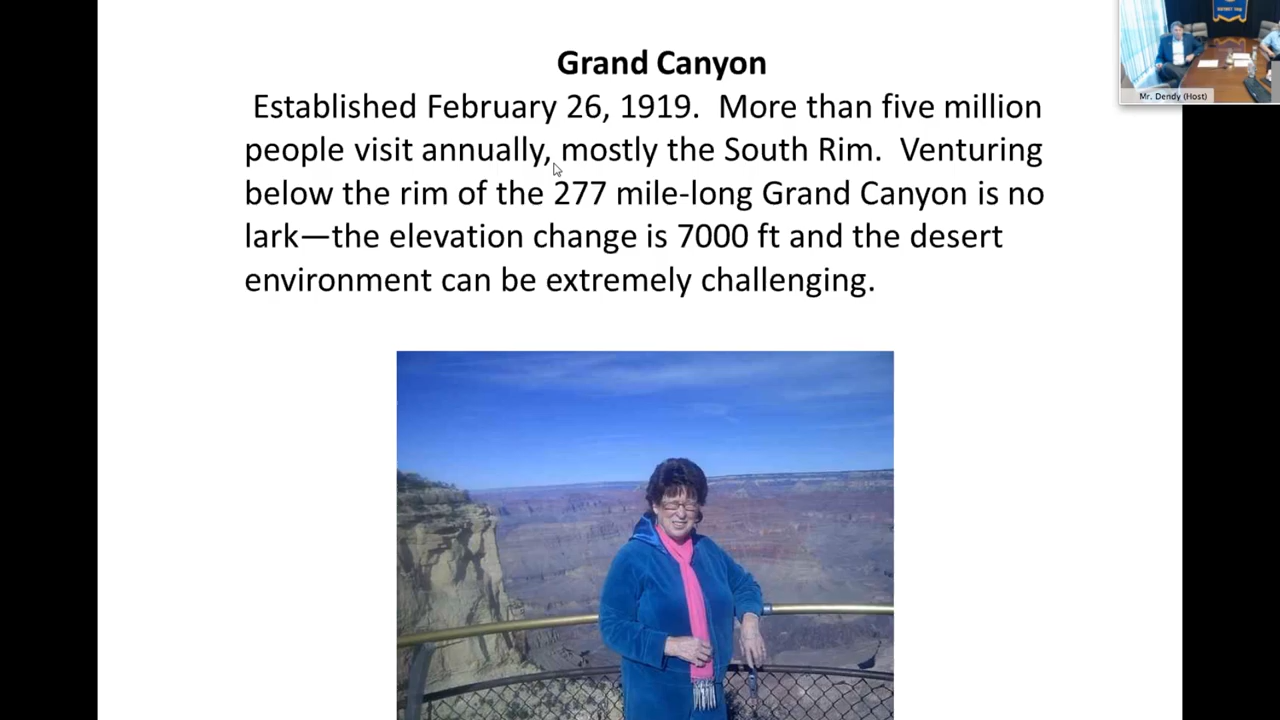 Grand Canyon
Established February 26, 1919. More than five million
people visit annually, mostly the South Rim. Venturing
below the rim of the 277 mile-long Grand Canyon is no
lark—the elevation change is 7000 ft and the desert
environment can be extremely challenging.
Mr. Dendy (Host)